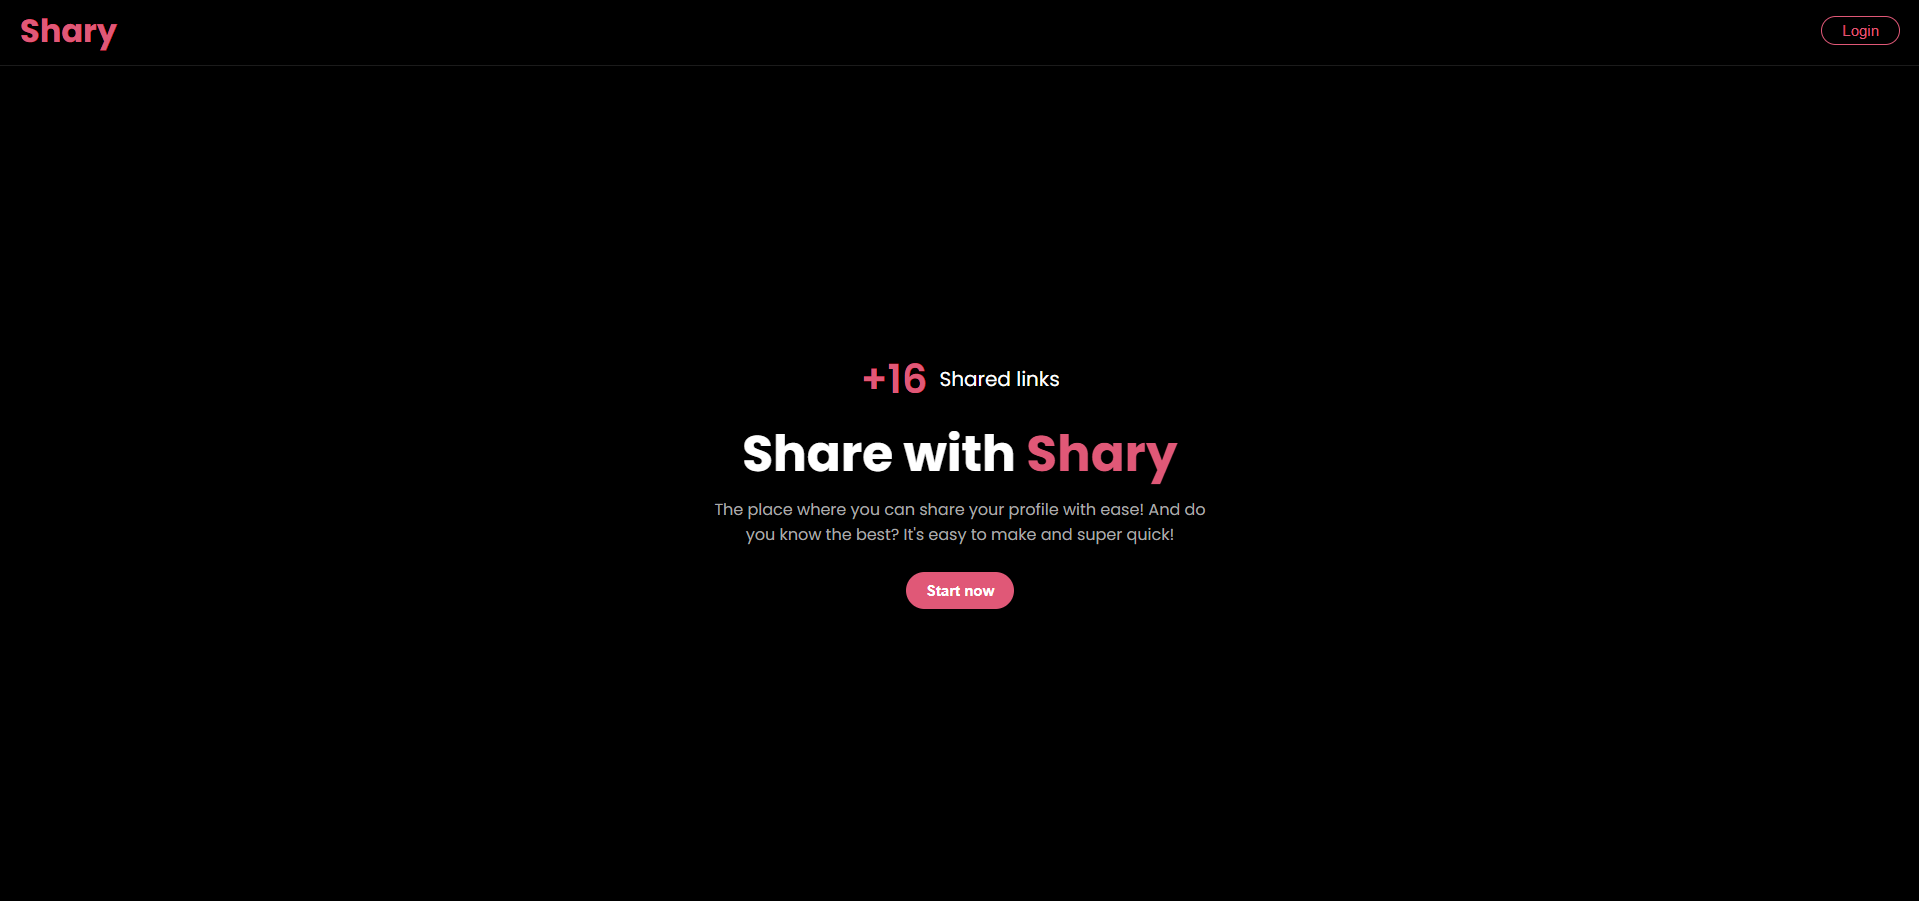 Shary
Login
+16 Shared links
Share with Shary
The place where you can share your profile with ease! And do
you know the best? It's easy to make and super quick!
Start now